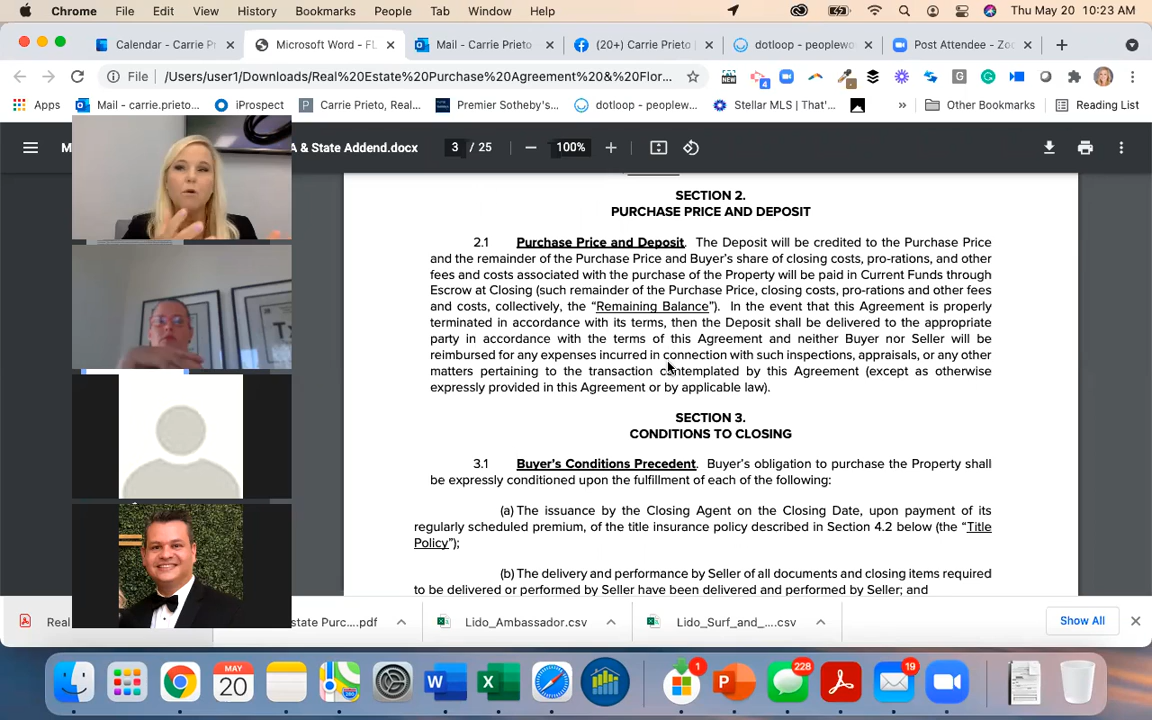 Chrome File Edit View History Bookmarks People Tab Window Help Thu May 20 10:23 AM
Calendar - Carrie Pr Microsoft Word - FL Mail - Carrie Prieto (20+) Carrie Prieto dotloop - peoplewo Post Attendee - Zoo
File /Users/user1/Downloads/Real%20Estate%20Purchase%20Agreement%20&%20Flor...
4
Apps Mail - carrie.prieto... iProspect Carrie Prieto, Real... Premier Sotheby's... dotloop - peoplew... Stellar MLS | That'... » Other Bookmarks Reading List
M A & State Addend.docx 3 / 25 100%
SECTION 2.
PURCHASE PRICE AND DEPOSIT
2.1 Purchase Price and Deposit. The Deposit will be credited to the Purchase Price
and the remainder of the Purchase Price and Buyer's share of closing costs, pro-rations, and other
fees and costs associated with the purchase of the Property will be paid in Current Funds through
Escrow at Closing (such remainder of the Purchase Price, closing costs, pro-rations and other fees
and costs, collectively, the "Remaining Balance"). In the event that this Agreement is properly
terminated in accordance with its terms, then the Deposit shall be delivered to the appropriate
party in accordance with the terms of this Agreement and neither Buyer nor Seller will be
reimbursed for any expenses incurred in connection with such inspections, appraisals, or any other
matters pertaining to the transaction contemplated by this Agreement (except as otherwise
expressly provided in this Agreement or by applicable law).
SECTION 3.
CONDITIONS TO CLOSING
3.1 Buyer's Conditions Precedent. Buyer's obligation to purchase the Property shall
be expressly conditioned upon the fulfillment of each of the following:
(a) The issuance by the Closing Agent on the Closing Date, upon payment of its
regularly scheduled premium, of the title insurance policy described in Section 4.2 below (the "Title
Policy");
(b) The delivery and performance by Seller of all documents and closing items required
to be delivered or performed by Seller have been delivered and performed by Seller; and
Real state Purc....pdf Lido_Ambassador.csv Lido_Surf_and_....csv Show All
MAY
20
1
228
19